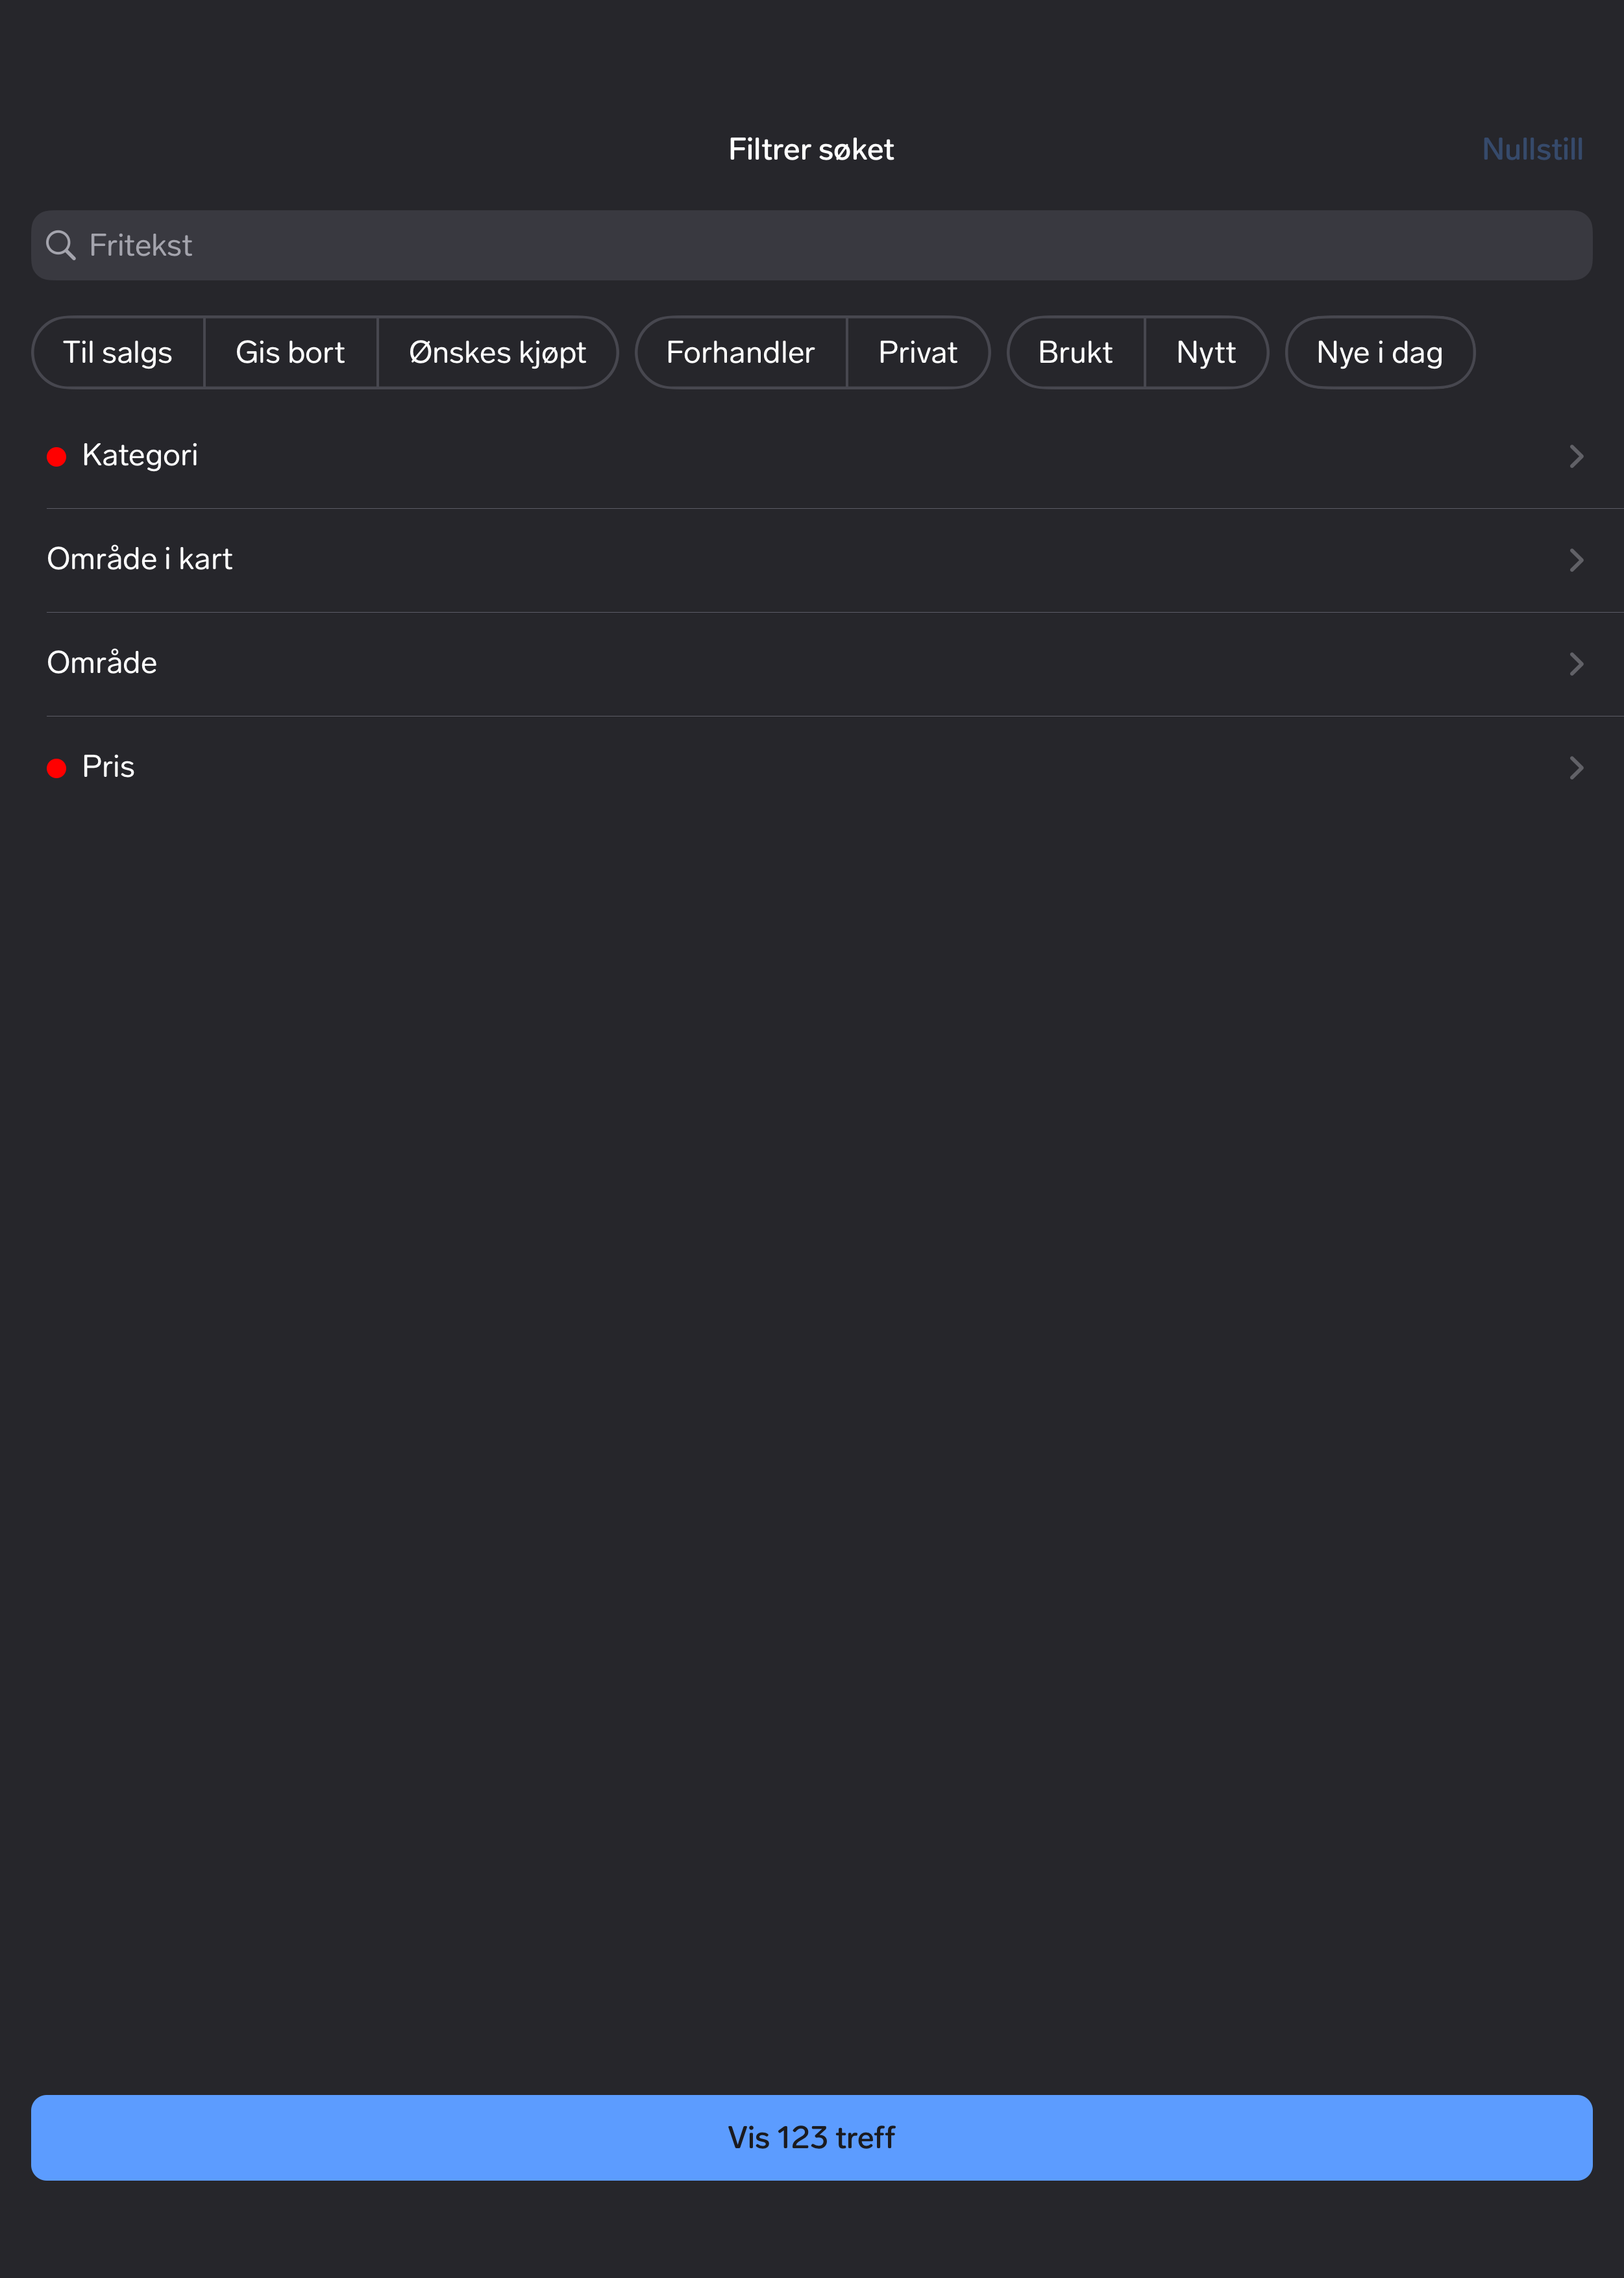 Filtrer søket
Nullstill
Fritekst
Til salgs Gis bort Ønskes kjøpt Forhandler Privat Brukt Nytt Nye i dag
Kategori
Område i kart
Område
Pris
Vis 123 treff